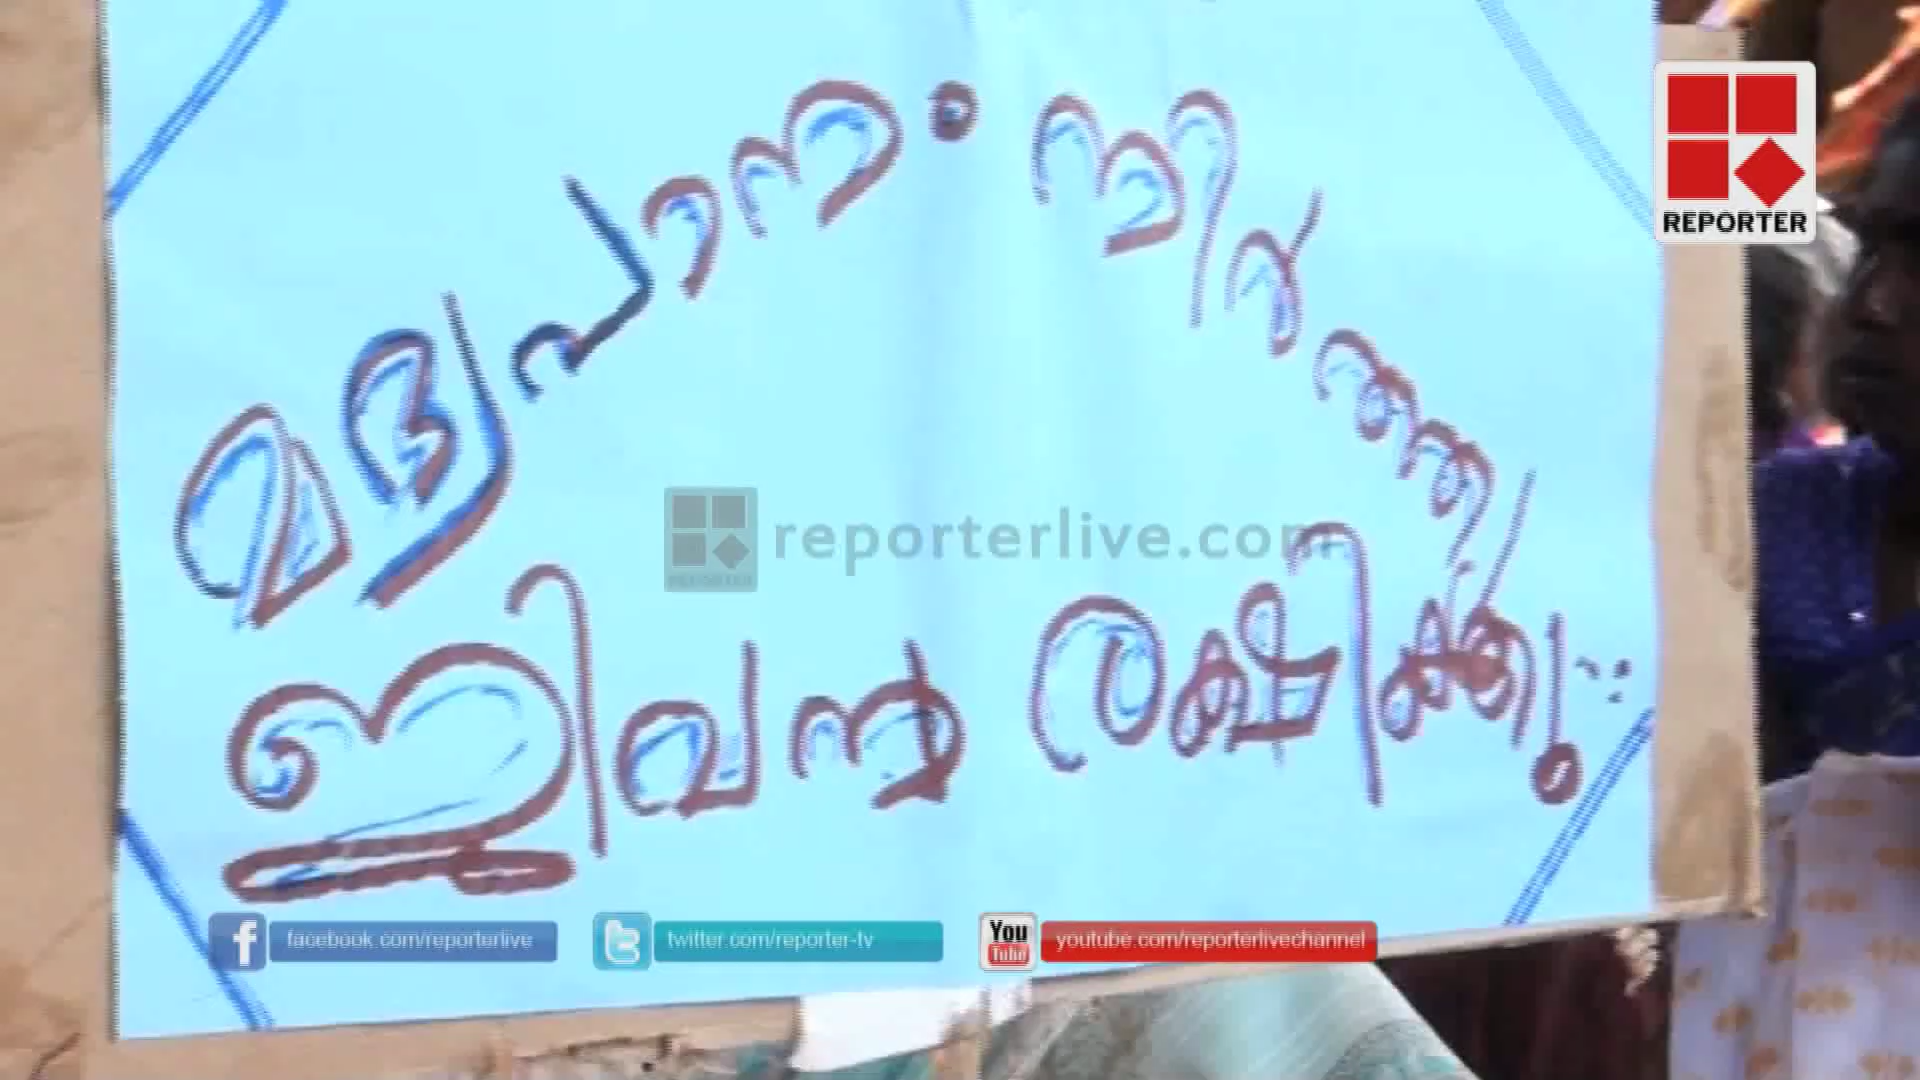 മദ്യപാനം നിർത്തൂ
ജീവൻ രക്ഷിക്കൂ..
REPORTER
REPORTER
reporterlive.com
facebook.com/reporterlive
twitter.com/reporter-tv
You Tube
youtube.com/reporterlivechannel